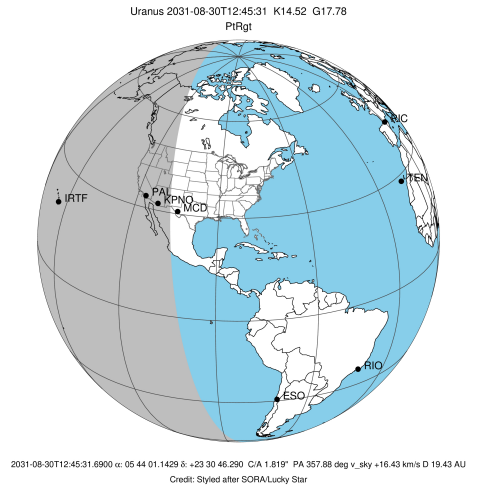 Uranus 2031-08-30T12:45:31 K14.52 G17.78
PtRgt
RIC
TEN
IRTF
PAL
KPNO
MCD
RIO
ESO
2031-08-30T12:45:31.6900 α: 05 44 01.1429 δ: +23 30 46.290 C/A 1.819" PA 357.88 deg v_sky +16.43 km/s D 19.43 AU
Credit: Styled after SORA/Lucky Star